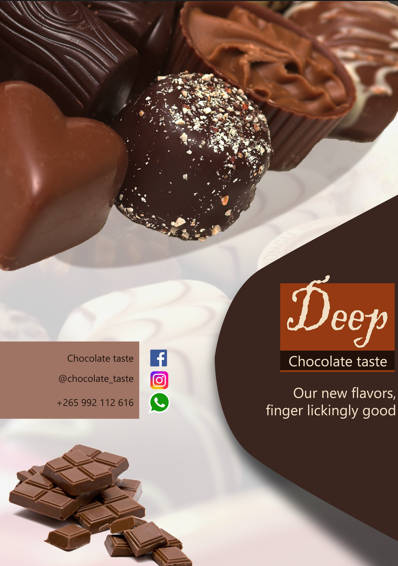 Deep
Chocolate taste
Our new flavors,
finger lickingly good
Chocolate taste
@chocolate_taste
+265 992 112 616